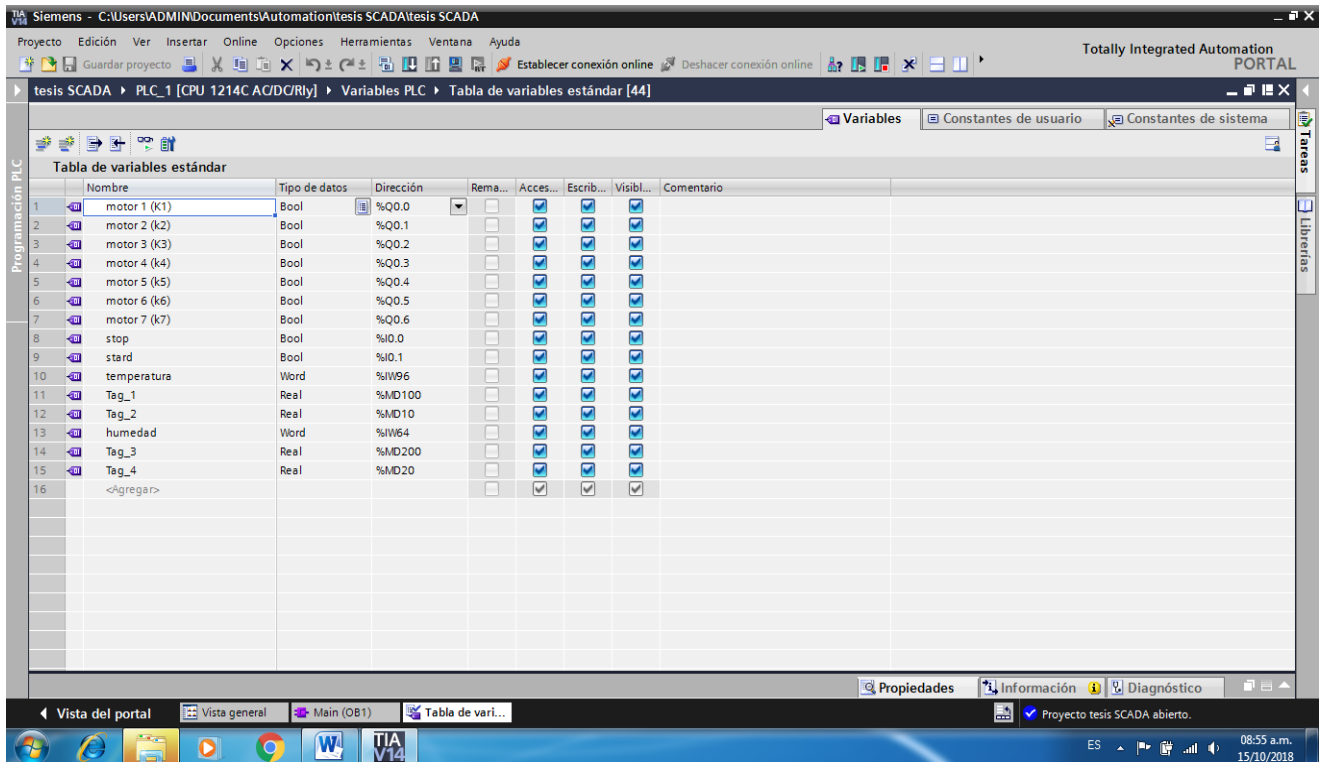 TIA V14 Siemens - C:\Users\ADMIN\Documents\Automation\tesis SCADA\tesis SCADA
Proyecto Edición Ver Insertar Online Opciones Herramientas Ventana Ayuda
Totally Integrated Automation
PORTAL
Guardar proyecto Establecer conexión online Deshacer conexión online
tesis SCADA PLC_1 [CPU 1214C AC/DC/Rly] Variables PLC Tabla de variables estándar [44]
Variables Constantes de usuario Constantes de sistema
Tabla de variables estándar
Nombre Tipo de datos Dirección Rema... Acces... Escrib... Visibl... Comentario
1 motor 1 (K1) Bool %Q0.0
2 motor 2 (k2) Bool %Q0.1
3 motor 3 (K3) Bool %Q0.2
4 motor 4 (k4) Bool %Q0.3
5 motor 5 (k5) Bool %Q0.4
6 motor 6 (k6) Bool %Q0.5
7 motor 7 (k7) Bool %Q0.6
8 stop Bool %I0.0
9 stard Bool %I0.1
10 temperatura Word %IW96
11 Tag_1 Real %MD100
12 Tag_2 Real %MD10
13 humedad Word %IW64
14 Tag_3 Real %MD200
15 Tag_4 Real %MD20
16 <Agregar>
Programación PLC
Tareas
Librerías
Propiedades Información Diagnóstico
Vista del portal Vista general Main (OB1) Tabla de vari... Proyecto tesis SCADA abierto.
W TIA V14 ES 08:55 a.m.
15/10/2018